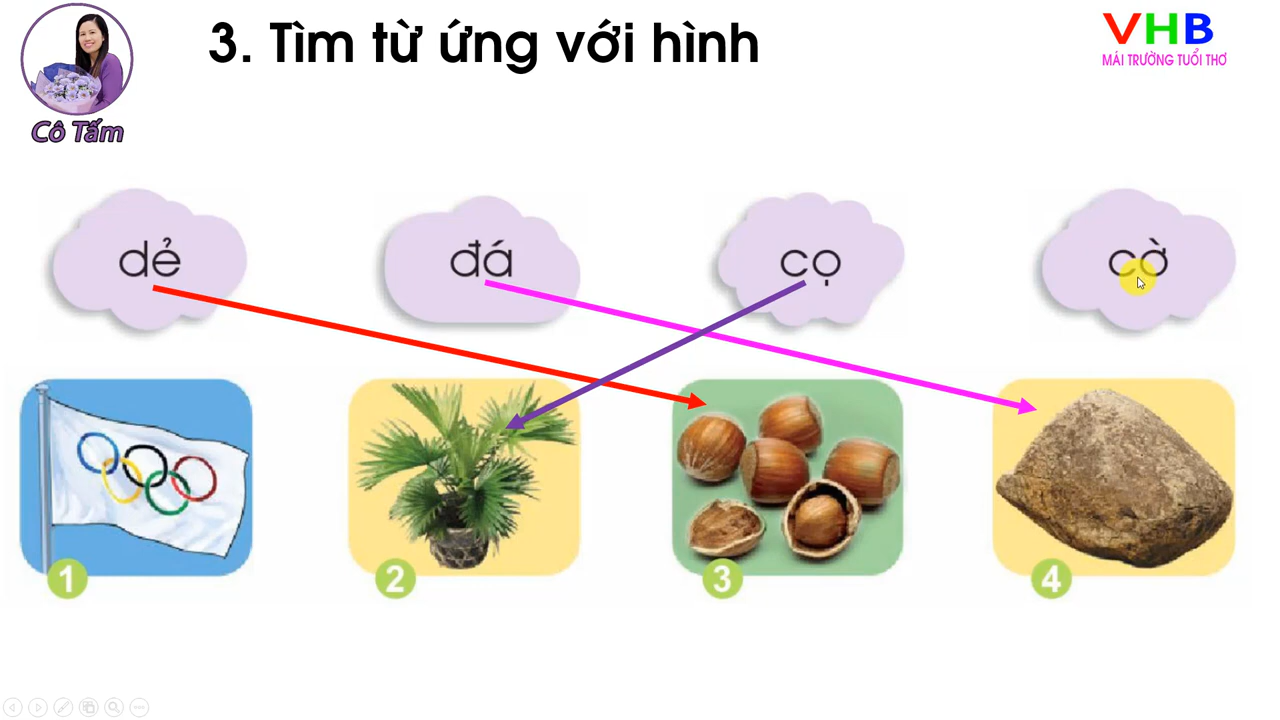 3. Tìm từ ứng với hình
VHB
MÁI TRƯỜNG TUỔI THƠ
Cô Tấm
dẻ
đá
cọ
cờ
1
2
3
4